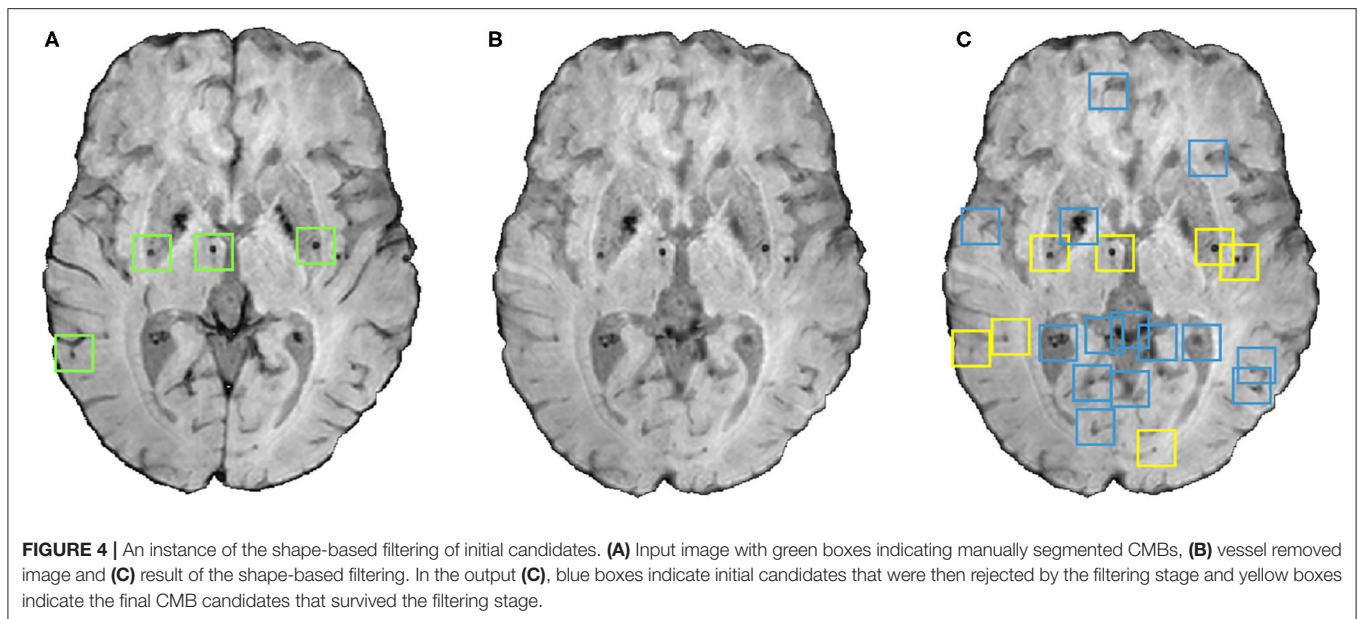 A
B
C
FIGURE 4 | An instance of the shape-based filtering of initial candidates. (A) Input image with green boxes indicating manually segmented CMBs, (B) vessel removed
image and (C) result of the shape-based filtering. In the output (C), blue boxes indicate initial candidates that were then rejected by the filtering stage and yellow boxes
indicate the final CMB candidates that survived the filtering stage.